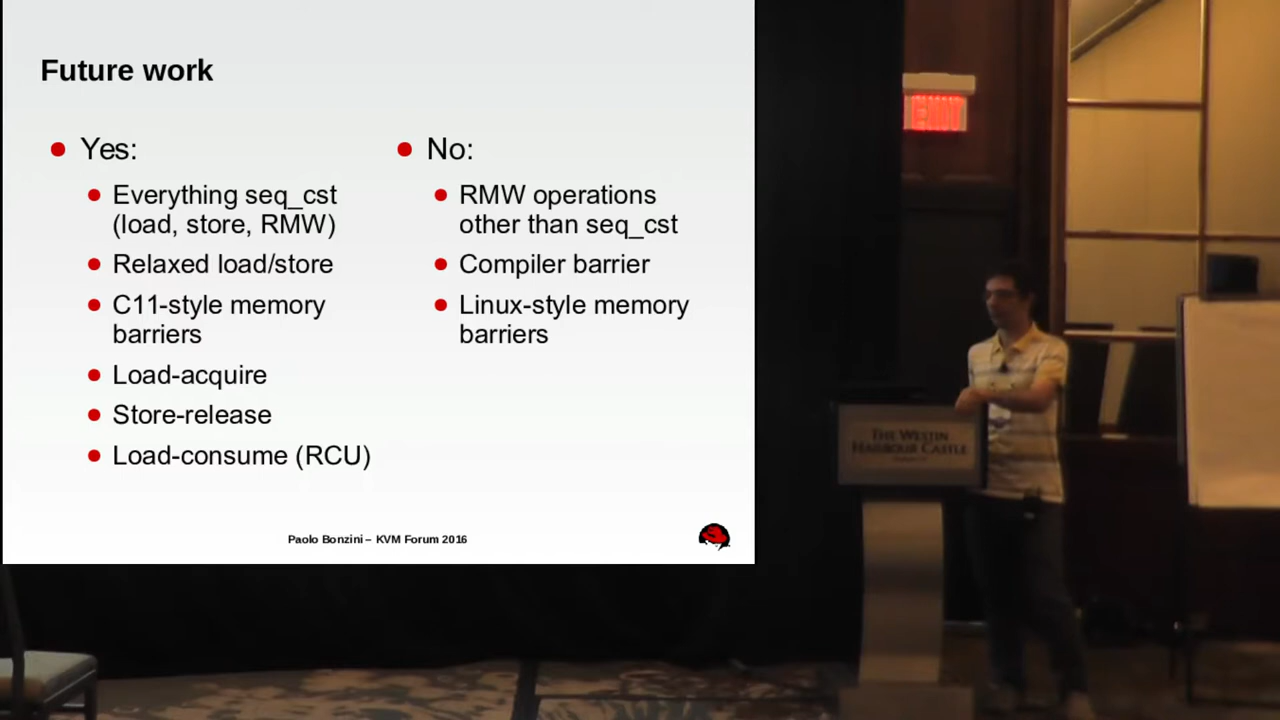 Future work
Yes:
Everything seq_cst
(load, store, RMW)
Relaxed load/store
C11-style memory
barriers
Load-acquire
Store-release
Load-consume (RCU)
No:
RMW operations
other than seq_cst
Compiler barrier
Linux-style memory
barriers
Paolo Bonzini – KVM Forum 2016
EXIT
THE WESTIN
HARBOUR CASTLE